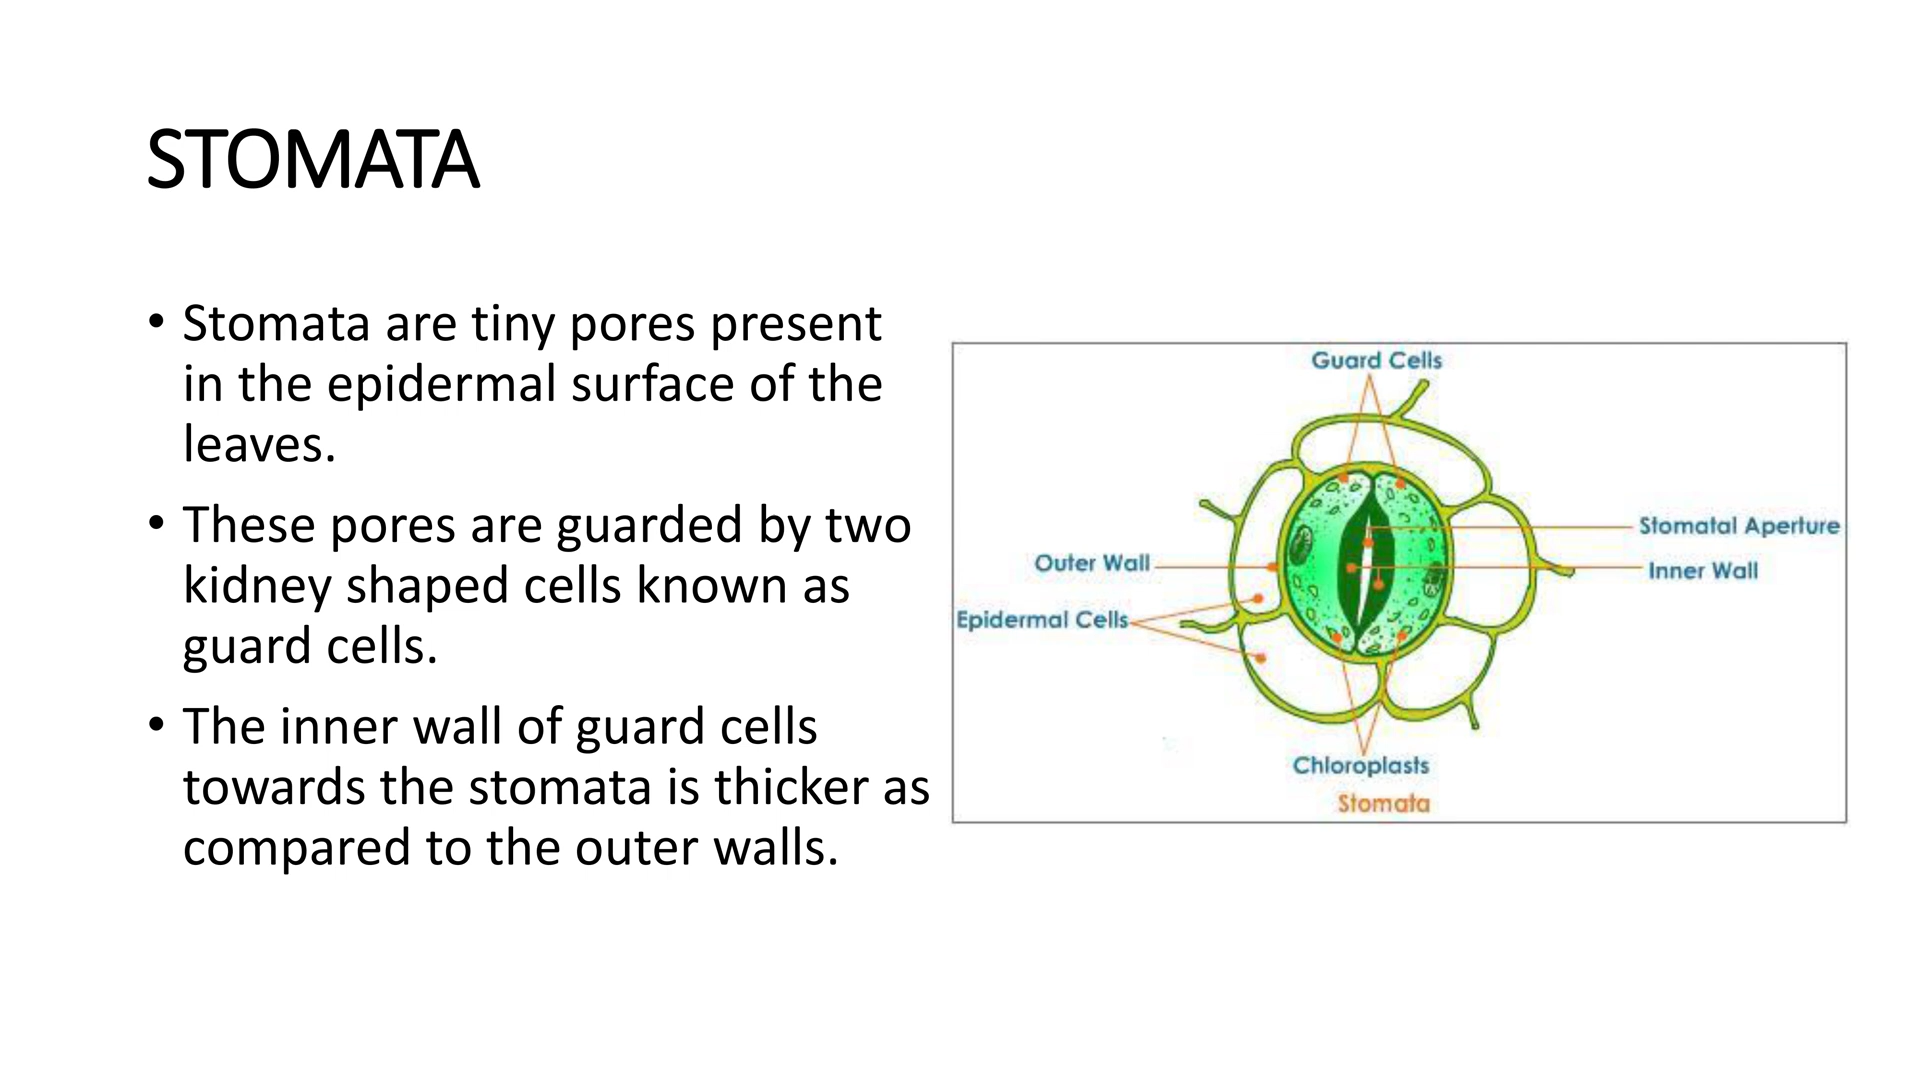 STOMATA
• Stomata are tiny pores present
in the epidermal surface of the
leaves.
• These pores are guarded by two
kidney shaped cells known as
guard cells.
• The inner wall of guard cells
towards the stomata is thicker as
compared to the outer walls.
Guard Cells
Stomatal Aperture
Outer Wall
Inner Wall
Epidermal Cells
Chloroplasts
Stomata